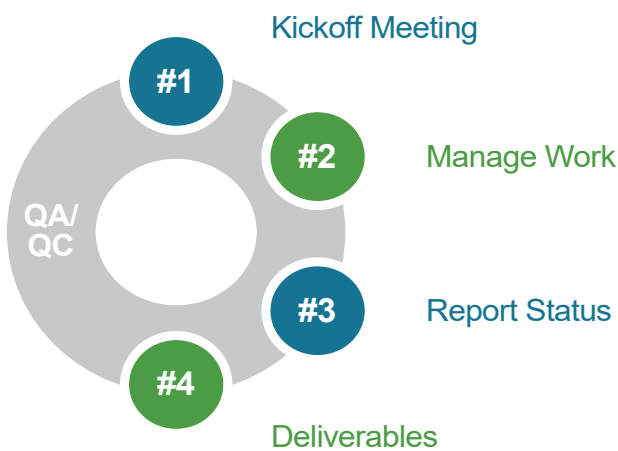 Kickoff Meeting
#1
#2
Manage Work
QA/
QC
#3
Report Status
#4
Deliverables